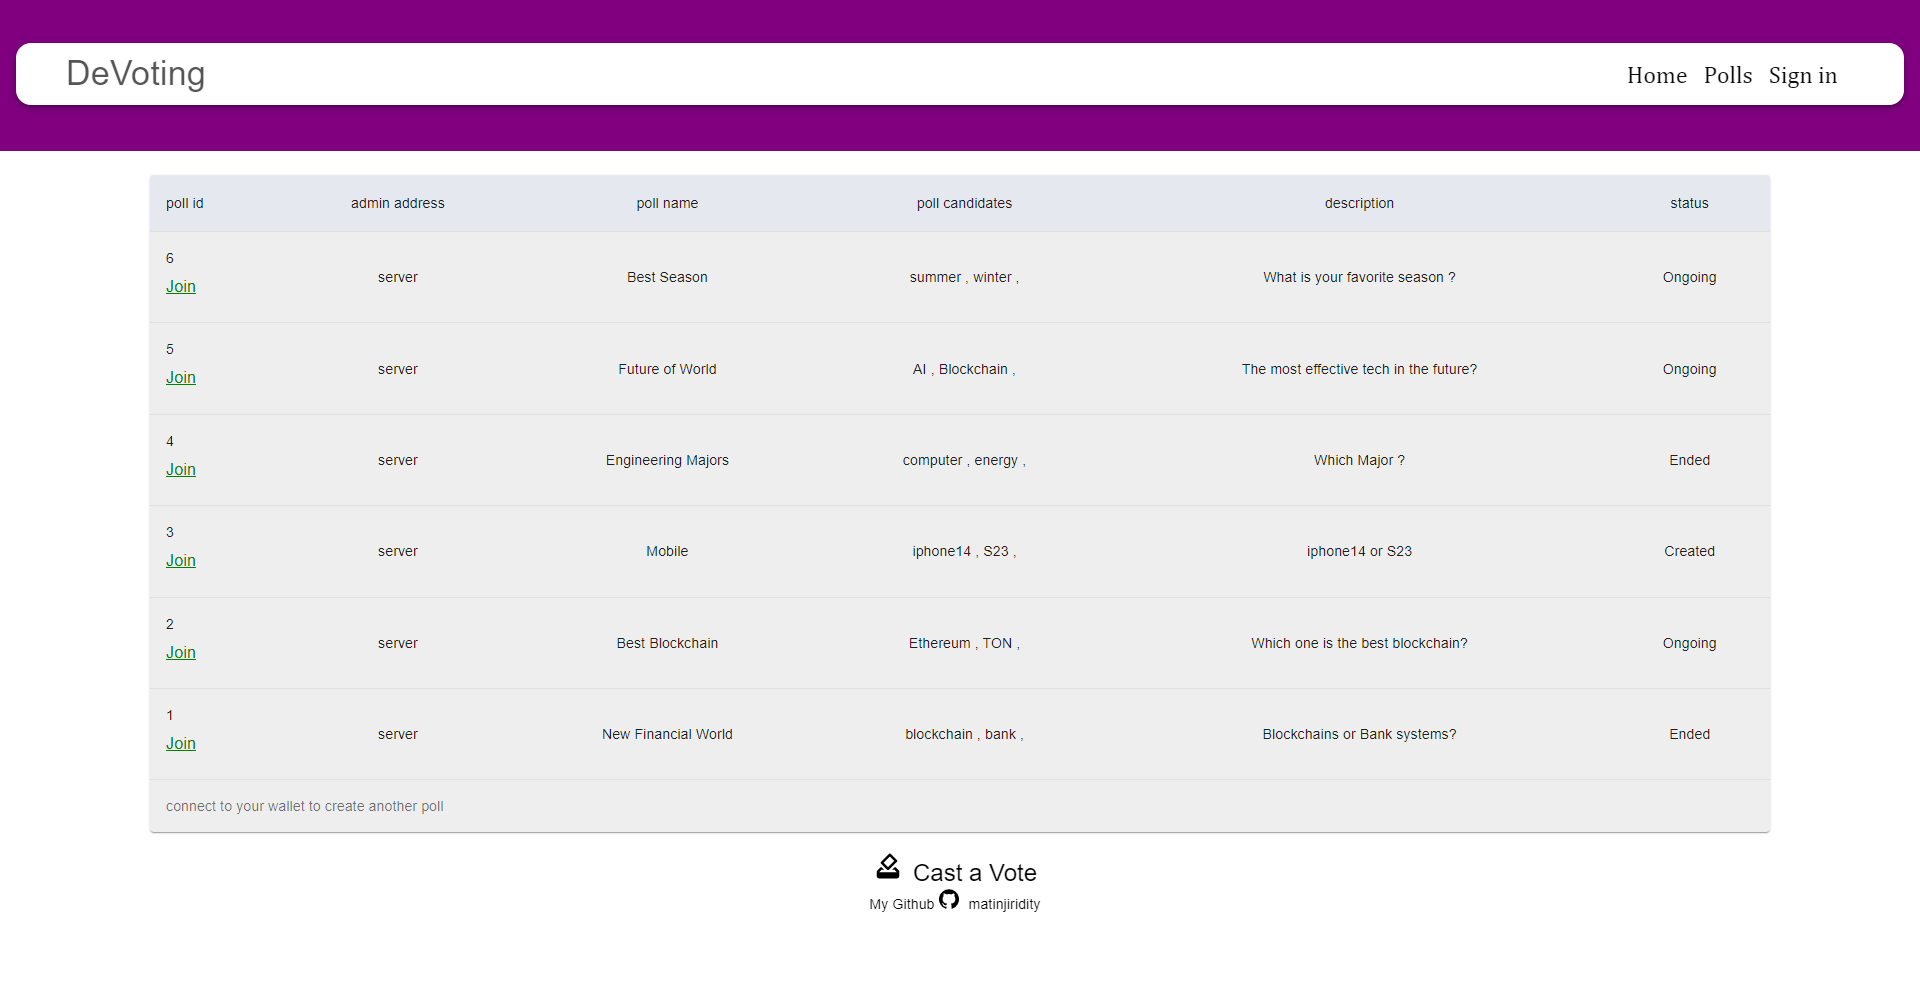 DeVoting
Home Polls Sign in
poll id admin address poll name poll candidates description status
6
Join server Best Season summer , winter , What is your favorite season ? Ongoing
5
Join server Future of World AI , Blockchain , The most effective tech in the future? Ongoing
4
Join server Engineering Majors computer , energy , Which Major ? Ended
3
Join server Mobile iphone14 , S23 , iphone14 or S23 Created
2
Join server Best Blockchain Ethereum , TON , Which one is the best blockchain? Ongoing
1
Join server New Financial World blockchain , bank , Blockchains or Bank systems? Ended
connect to your wallet to create another poll
Cast a Vote
My Github matinjiridity